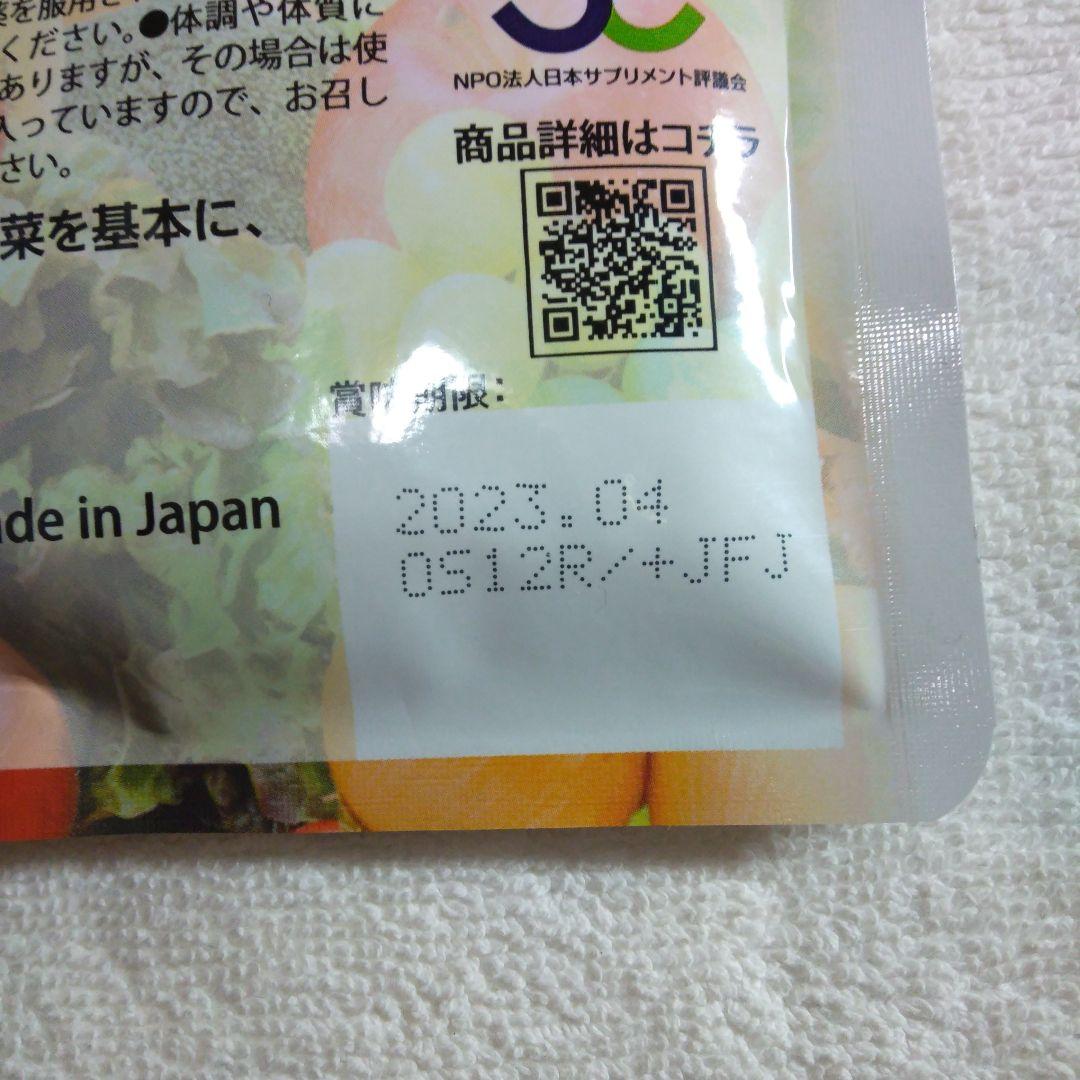 薬を服用さ
ください。●体調や体質に
ありますが、その場合は使
入っていますので、お召し
さい。
菜を基本に、
NPO法人日本サプリメント評議会
商品詳細はコチラ
賞味期限:
2023.04
OS12R/+JFJ
ade in Japan